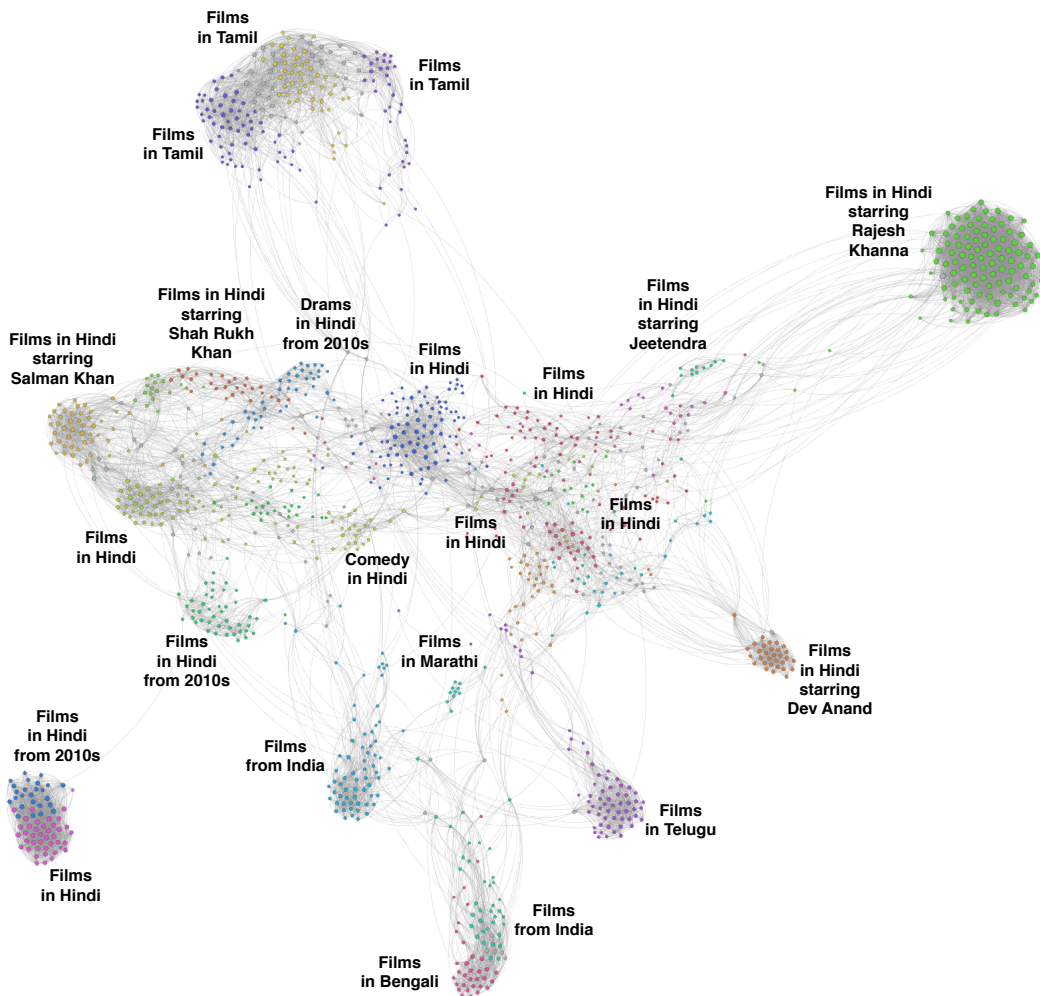 Films
in Tamil
Films
in Tamil
Films
in Tamil
Films in Hindi
starring
Rajesh
Khanna
Films in Hindi
starring
Shah Rukh
Khan
Drams
in Hindi
from 2010s
Films
in Hindi
starring
Jeetendra
Films in Hindi
starring
Salman Khan
Films
in Hindi
Films
in Hindi
Films
in Hindi
Films
in Hindi
Films
in Hindi
Comedy
in Hindi
Films
in Hindi
from 2010s
Films
in Marathi
Films
in Hindi
starring
Dev Anand
Films
in Hindi
from 2010s
Films
from India
Films
in Telugu
Films
in Hindi
Films
from India
Films
in Bengali